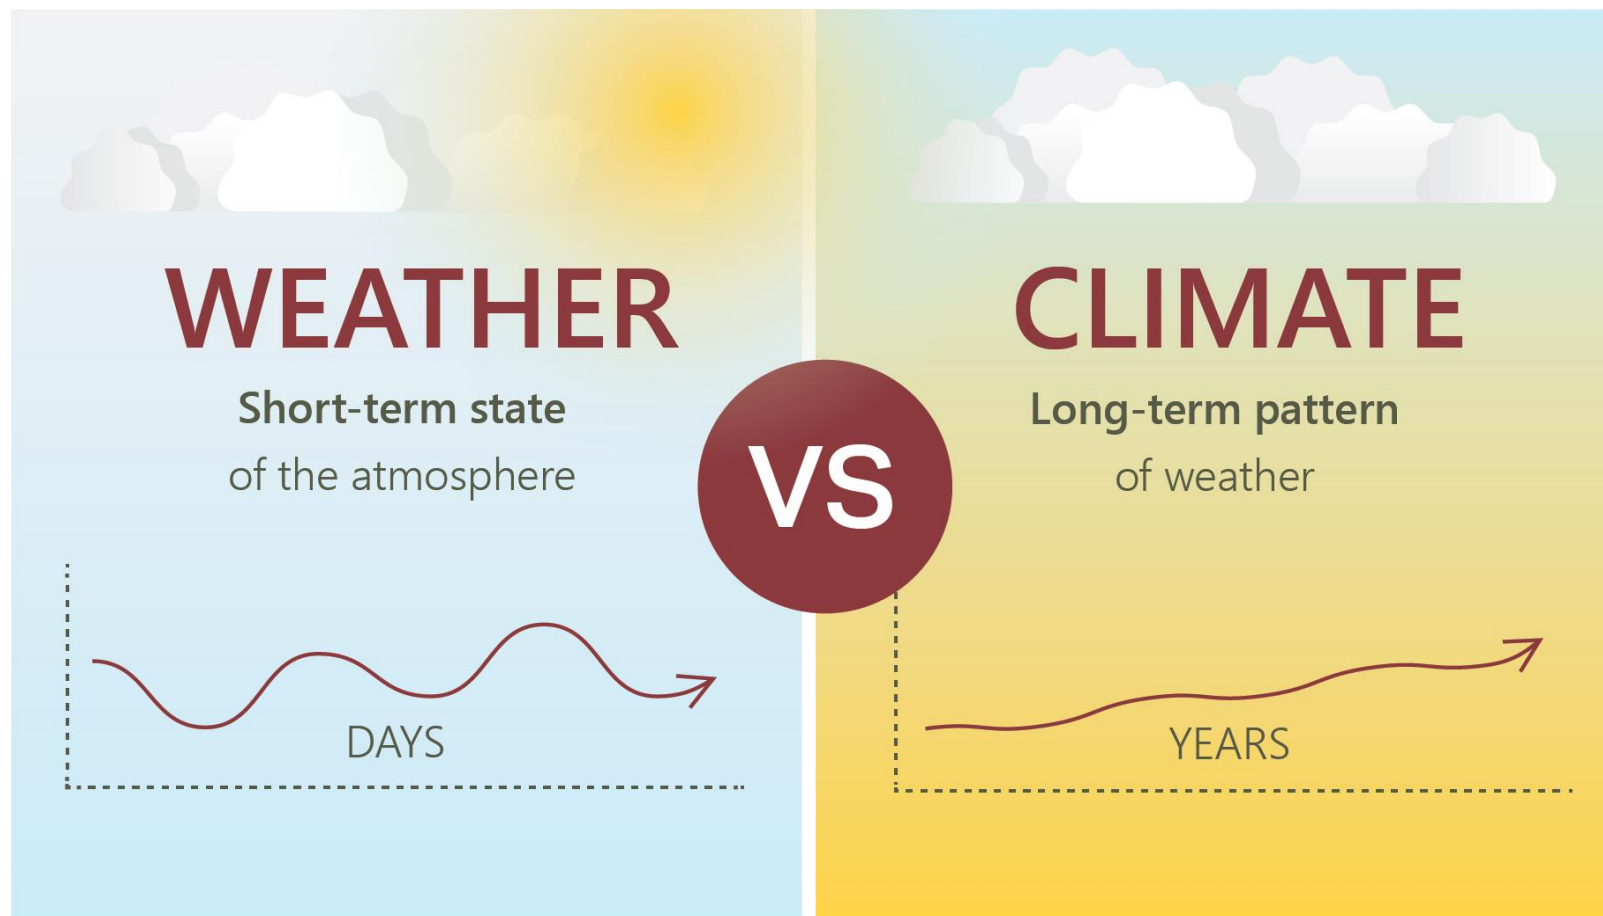 WEATHER
Short-term state
of the atmosphere
DAYS
VS
CLIMATE
Long-term pattern
of weather
YEARS